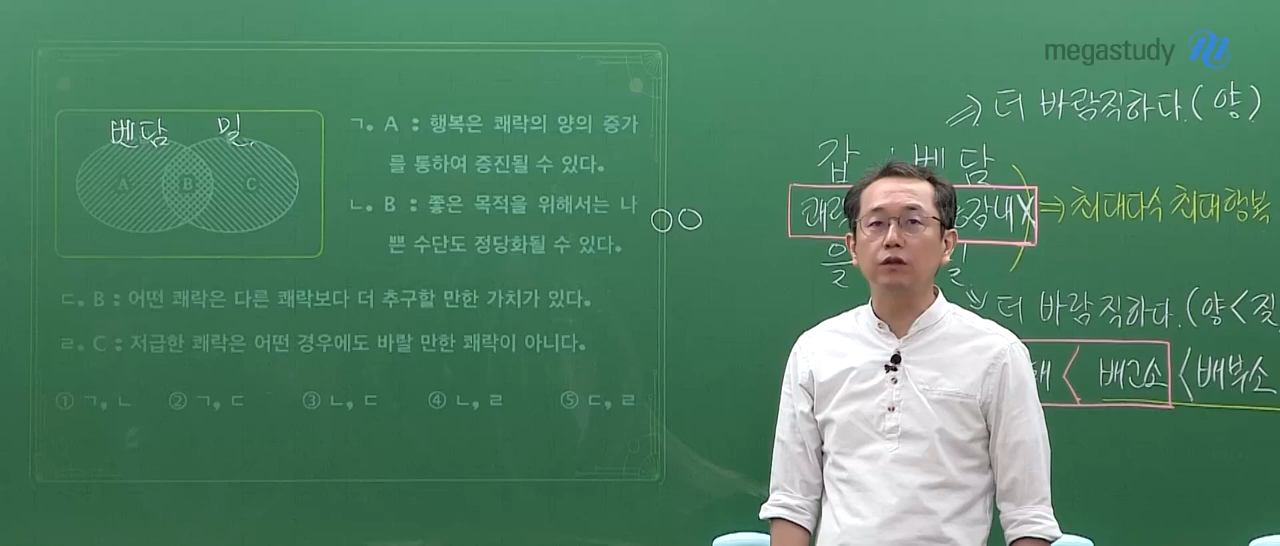 megastudy
벤담 밀
A B C
ㄱ. A : 행복은 쾌락의 양의 증가
를 통하여 증진될 수 있다.
ㄴ. B : 좋은 목적을 위해서는 나
쁜 수단도 정당화될 수 있다.
ㄷ. B : 어떤 쾌락은 다른 쾌락보다 더 추구할 만한 가치가 있다.
ㄹ. C : 저급한 쾌락은 어떤 경우에도 바랄 만한 쾌락이 아니다.
① ㄱ, ㄴ ② ㄱ, ㄷ ③ ㄴ, ㄷ ④ ㄴ, ㄹ ⑤ ㄷ, ㄹ
⇒ 더 바람직하다.(양)
갑 : 벤담
⇒ 최대다수 최대행복
을
더 바람직하다.(양<질
< 배고소 < 배부소